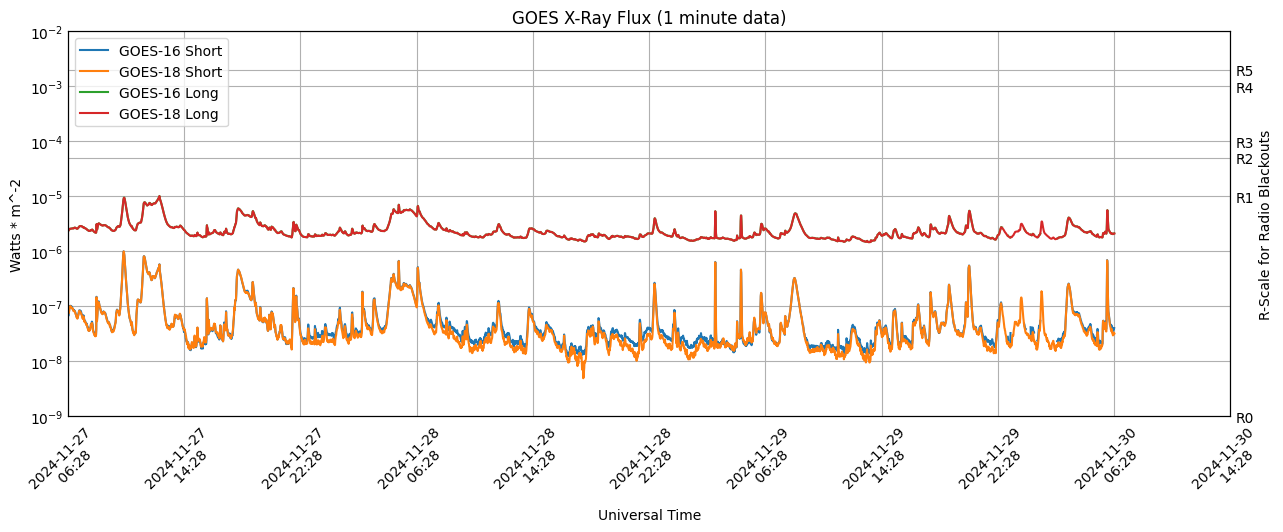 GOES X-Ray Flux (1 minute data)
GOES-16 Short
GOES-18 Short
GOES-16 Long
GOES-18 Long
10^-2
10^-3
10^-4
10^-5
10^-6
10^-7
10^-8
10^-9
Watts * m^-2
R5
R4
R3
R2
R1
R0
R-Scale for Radio Blackouts
2024-11-27
06:28
2024-11-27
14:28
2024-11-27
22:28
2024-11-28
06:28
2024-11-28
14:28
2024-11-28
22:28
2024-11-29
06:28
2024-11-29
14:28
2024-11-29
22:28
2024-11-30
06:28
2024-11-30
14:28
Universal Time